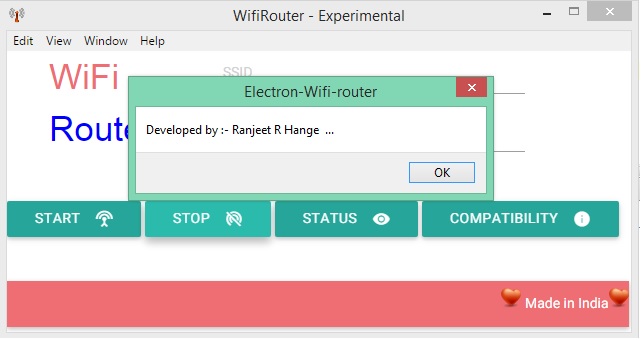 WifiRouter - Experimental
Edit View Window Help
WiFi
SSID
Electron-Wifi-router
Developed by :- Ranjeet R Hange ...
OK
START STOP STATUS COMPATIBILITY
Made in India